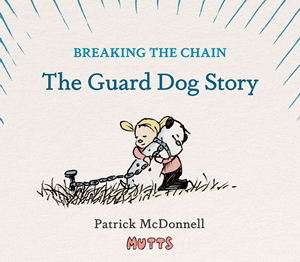 BREAKING THE CHAIN
The Guard Dog Story
Patrick McDonnell
MUTTS